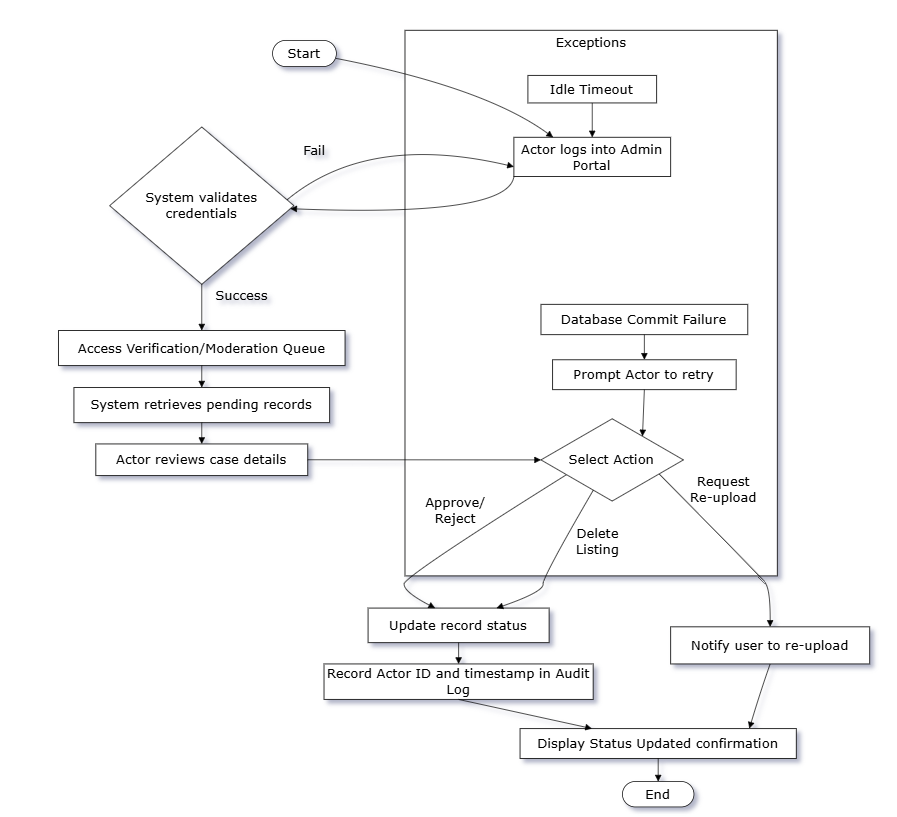 Exceptions
Start
Idle Timeout
Actor logs into Admin
Portal
Fail
System validates
credentials
Success
Database Commit Failure
Access Verification/Moderation Queue
Prompt Actor to retry
System retrieves pending records
Actor reviews case details
Select Action
Request
Re-upload
Approve/
Reject
Delete
Listing
Update record status
Notify user to re-upload
Record Actor ID and timestamp in Audit
Log
Display Status Updated confirmation
End